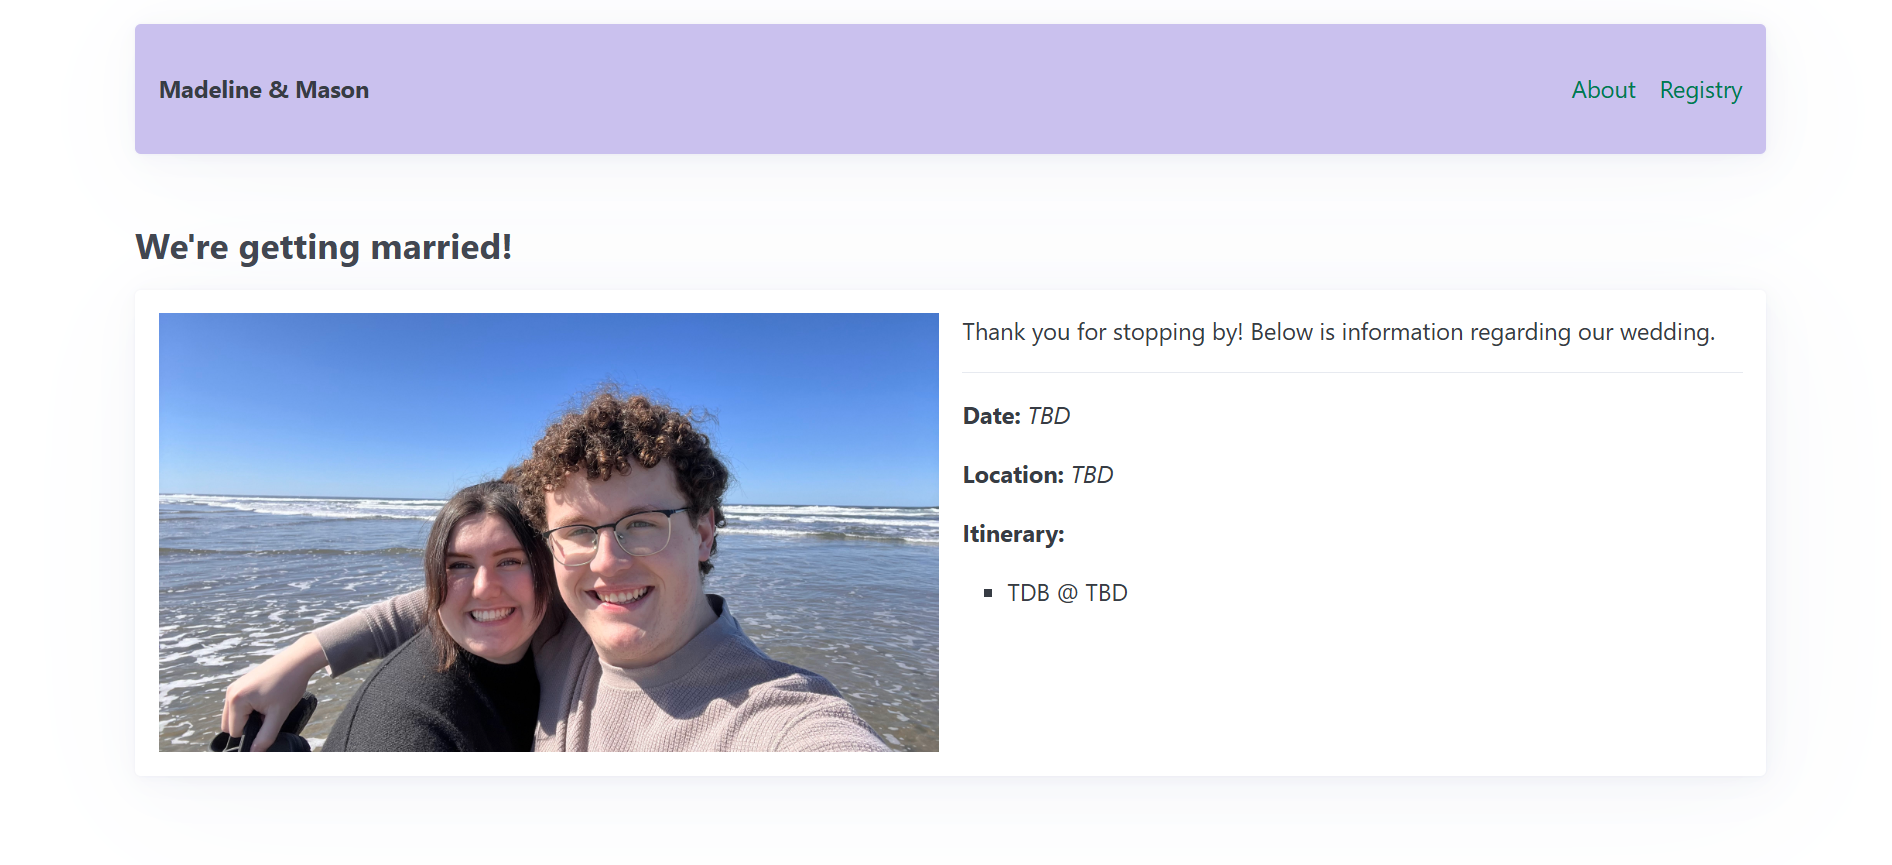 Madeline & Mason
About Registry
We're getting married!
Thank you for stopping by! Below is information regarding our wedding.
Date: TBD
Location: TBD
Itinerary:
TDB @ TBD